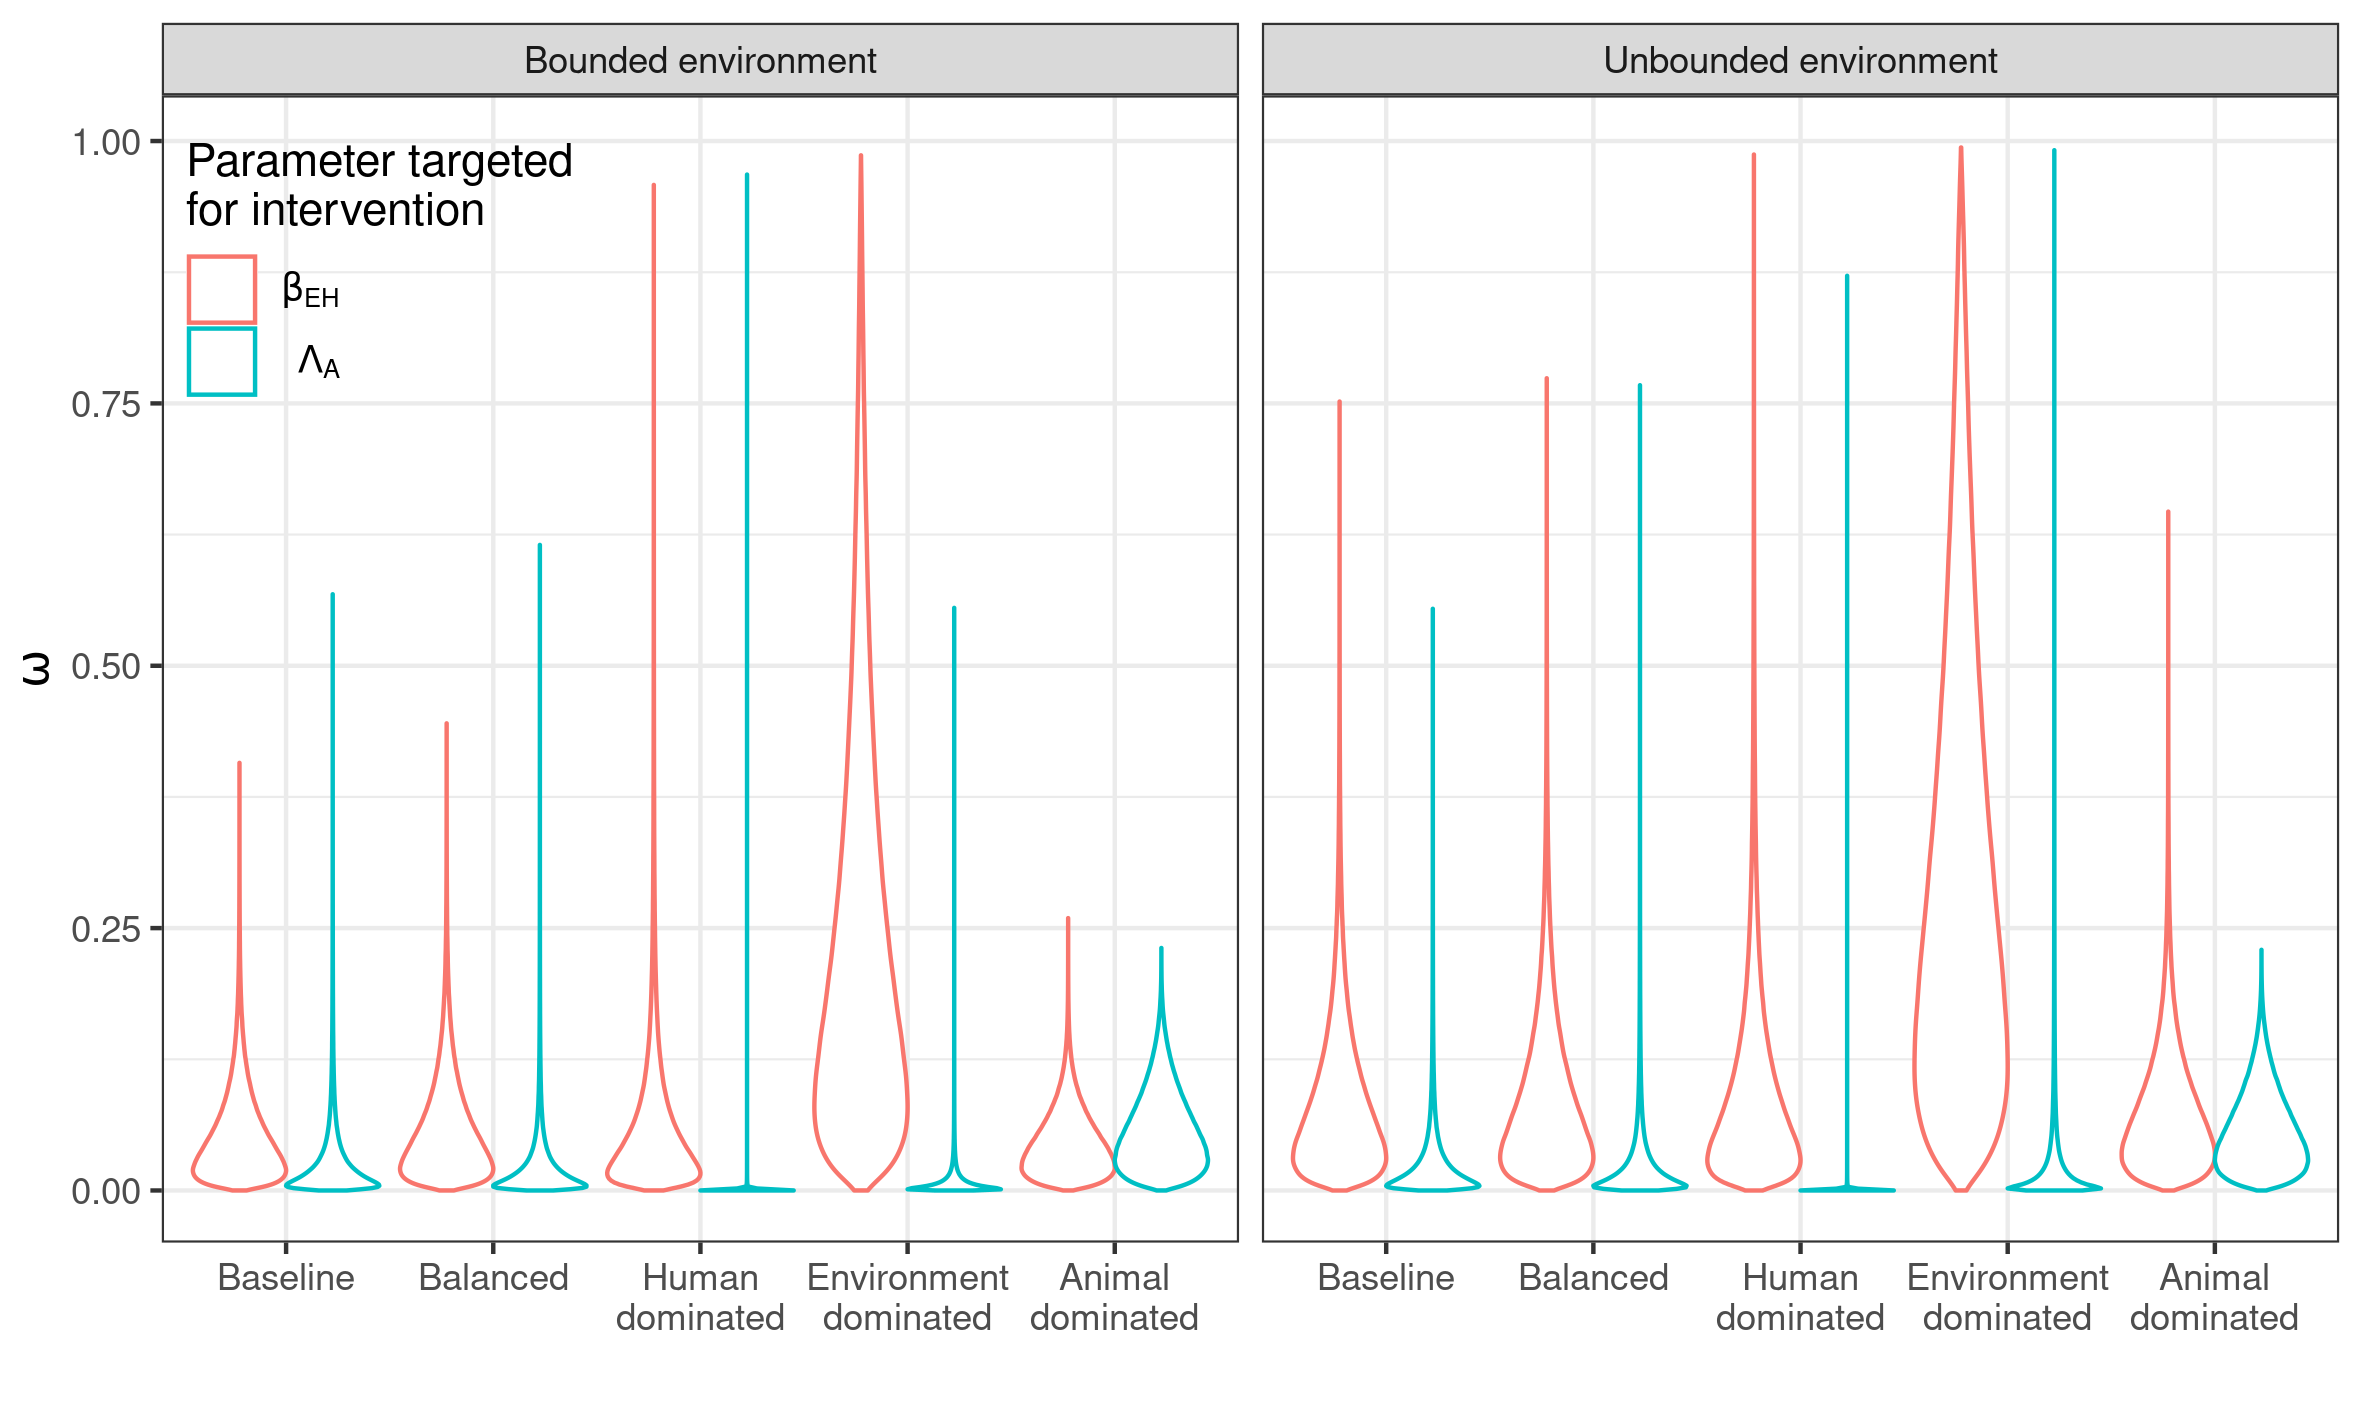 Bounded environment
Unbounded environment
Parameter targeted
for intervention
βEH
ΛA
ω
1.00
0.75
0.50
0.25
0.00
Baseline
Balanced
Human
dominated
Environment
dominated
Animal
dominated
Baseline
Balanced
Human
dominated
Environment
dominated
Animal
dominated